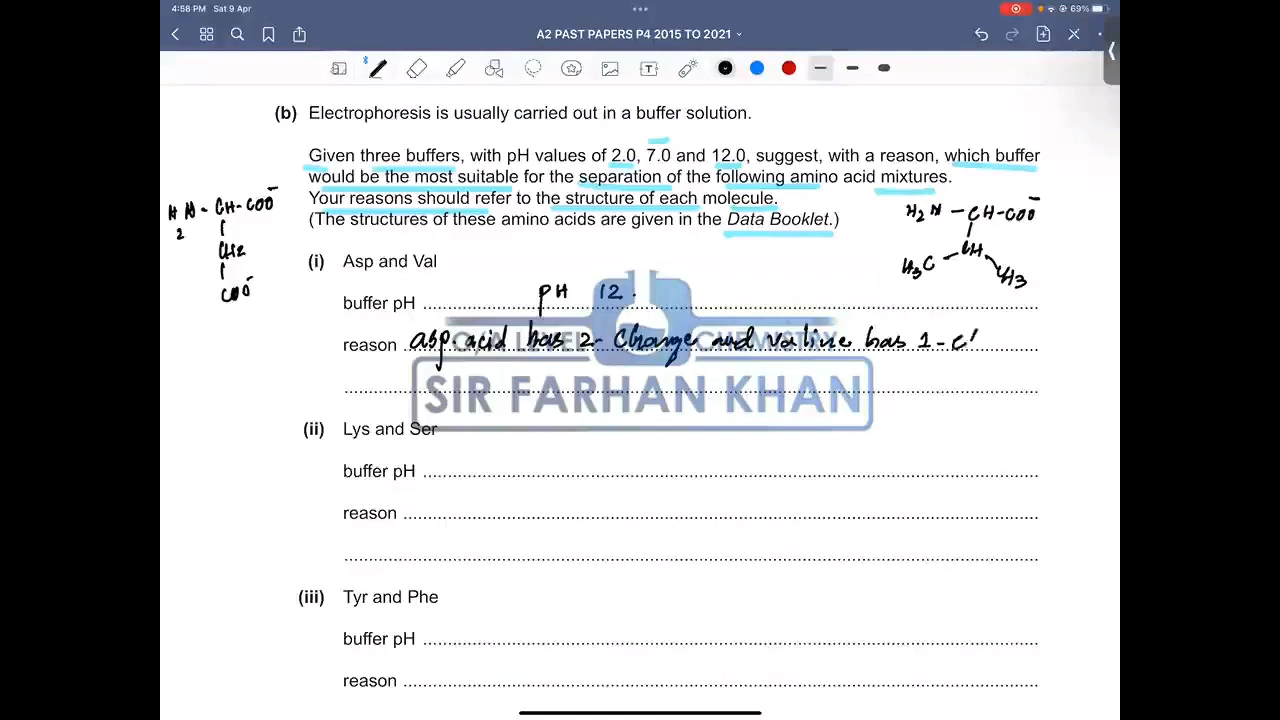 4:58 PM Sat 9 Apr
69%
A2 PAST PAPERS P4 2015 TO 2021
(b) Electrophoresis is usually carried out in a buffer solution.
Given three buffers, with pH values of 2.0, 7.0 and 12.0, suggest, with a reason, which buffer
would be the most suitable for the separation of the following amino acid mixtures.
Your reasons should refer to the structure of each molecule.
(The structures of these amino acids are given in the Data Booklet.)
H2N - CH - COO-
CH2
COO-
H2N - CH - COO-
CH
H3C CH3
(i) Asp and Val
buffer pH pH 12.
reason asp. acid has 2- charge and valine has 1- c
CHEMISTRY
SIR FARHAN KHAN
(ii) Lys and Ser
buffer pH
reason
(iii) Tyr and Phe
buffer pH
reason